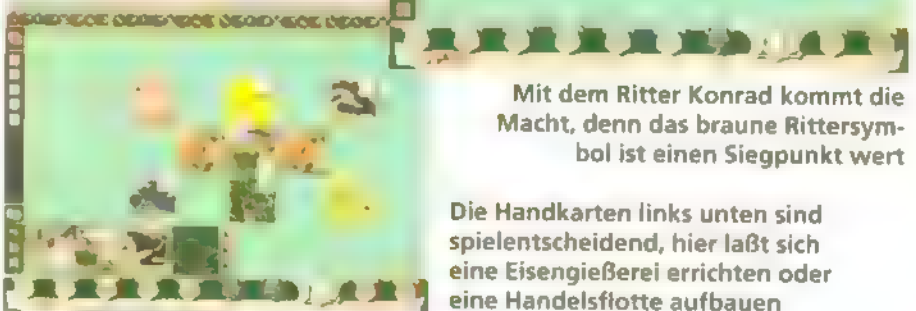 Mit dem Ritter Konrad kommt die
Macht, denn das braune Rittersym-
bol ist einen Siegpunkt wert
Die Handkarten links unten sind
spielentscheidend, hier laßt sich
eine Eisengießerei errichten oder
eine Handelsflotte aufbauen